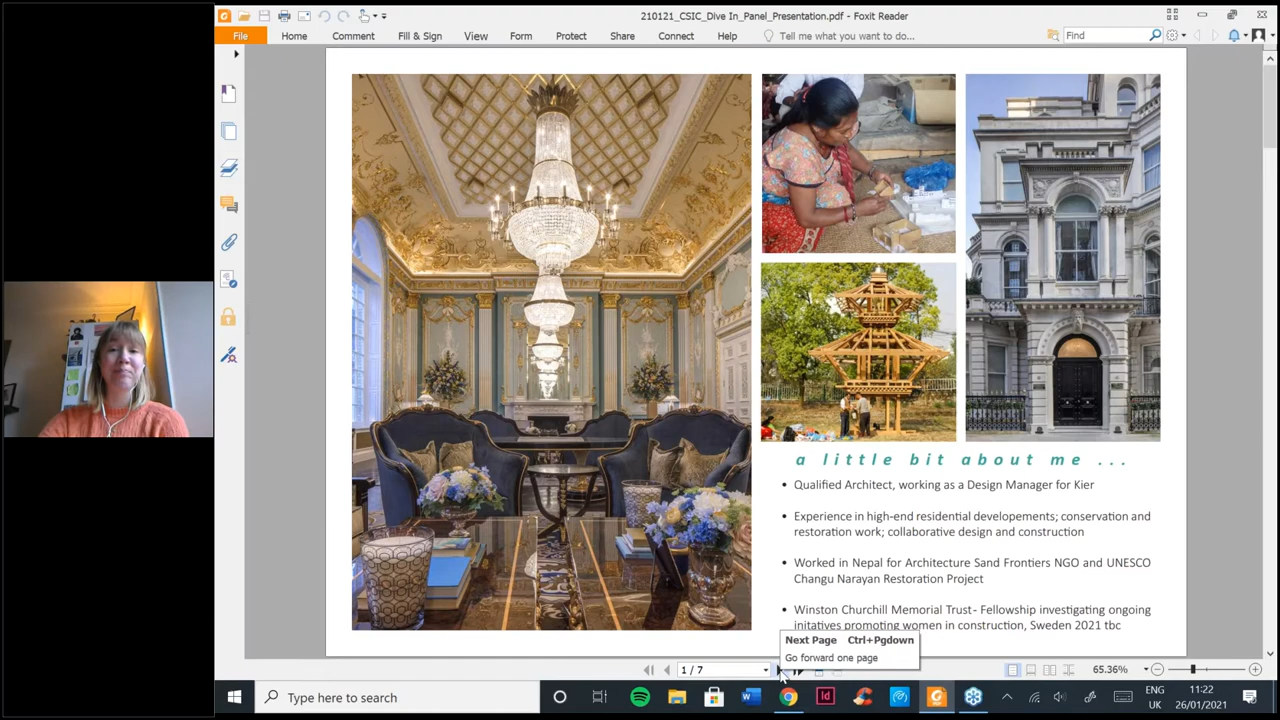 210121_CSIC_Dive In_Panel_Presentation.pdf - Foxit Reader
File
Home
Comment
Fill & Sign
View
Form
Protect
Share
Connect
Help
Tell me what you want to do...
Find
a little bit about me ...
• Qualified Architect, working as a Design Manager for Kier
• Experience in high-end residential developements; conservation and
restoration work; collaborative design and construction
• Worked in Nepal for Architecture Sand Frontiers NGO and UNESCO
Changu Narayan Restoration Project
• Winston Churchill Memorial Trust - Fellowship investigating ongoing
initatives promoting women in construction, Sweden 2021 tbc
Next Page Ctrl+Pgdown
Go forward one page
1 / 7
65.36%
Type here to search
W
Id
ENG
UK
11:22
26/01/2021